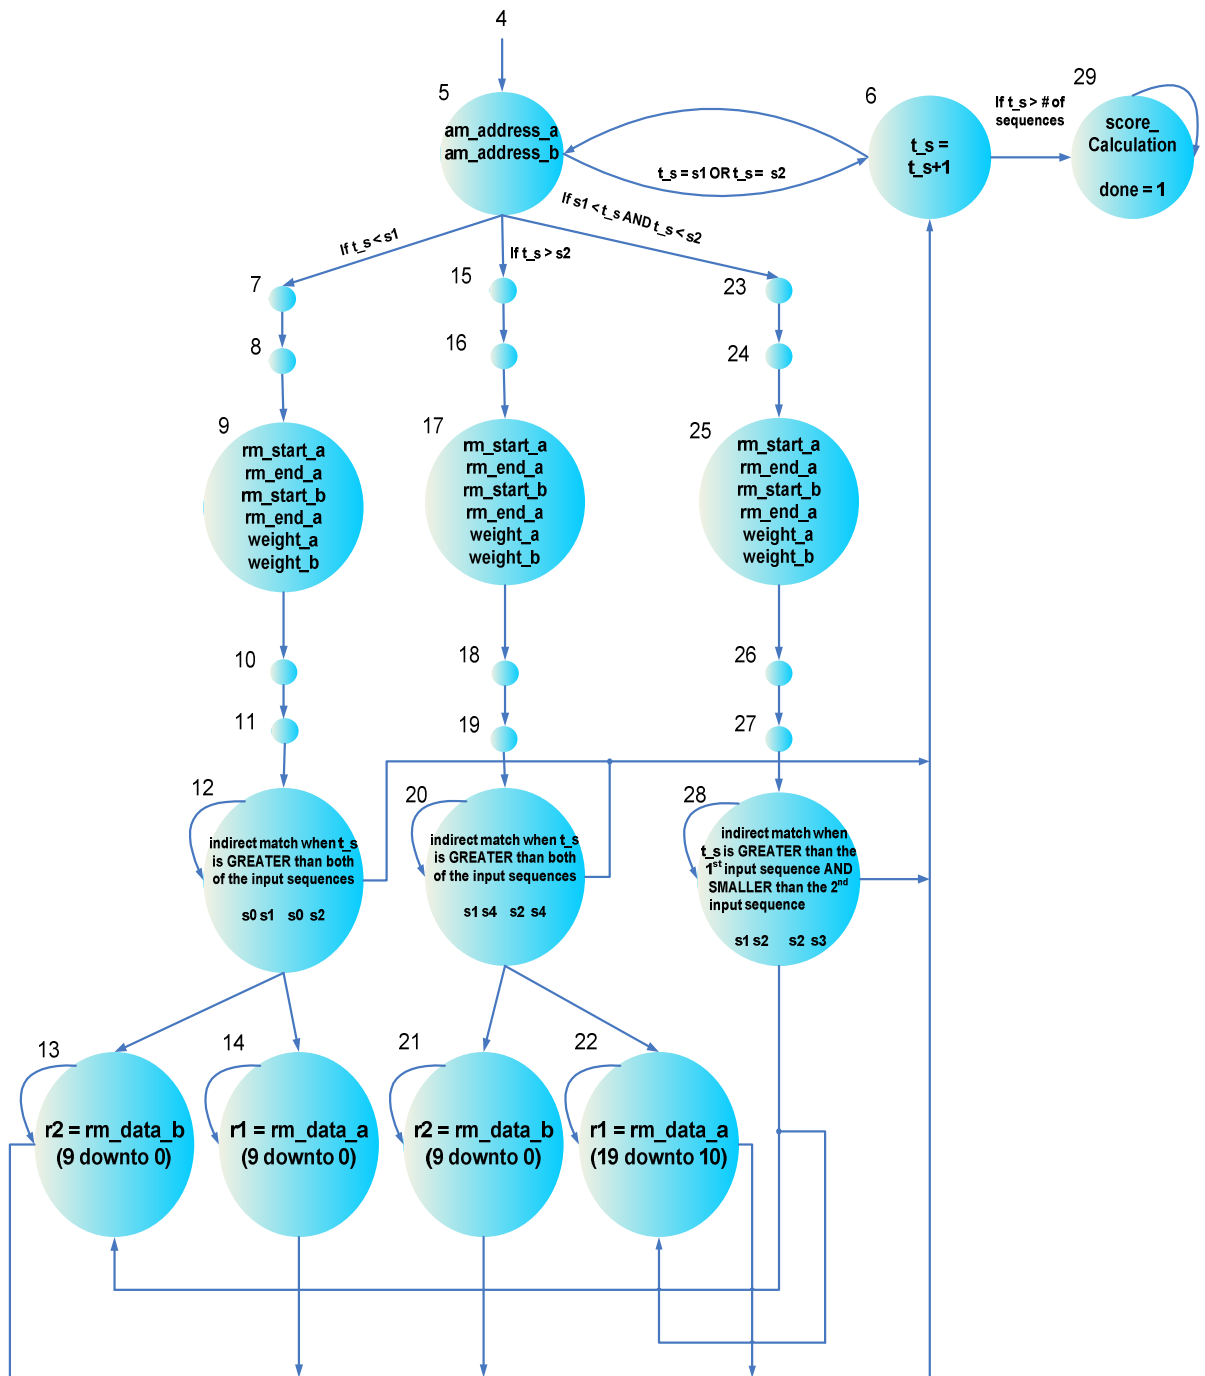 4
5
am_address_a
am_address_b
6
t_s =
t_s+1
29
If t_s > # of
sequences
score_
Calculation
done = 1
t_s = s1 OR t_s = s2
If t_s < s1
If t_s > s2
If s1 < t_s AND t_s < s2
7
15
23
8
16
24
9
rm_start_a
rm_end_a
rm_start_b
rm_end_a
weight_a
weight_b
17
rm_start_a
rm_end_a
rm_start_b
rm_end_a
weight_a
weight_b
25
rm_start_a
rm_end_a
rm_start_b
rm_end_a
weight_a
weight_b
10
18
26
11
19
27
12
indirect match when t_s
is GREATER than both
of the input sequences
s0 s1 s0 s2
20
indirect match when t_s
is GREATER than both
of the input sequences
s1 s4 s2 s4
28
indirect match when
t_s is GREATER than the
1st input sequence AND
SMALLER than the 2nd
input sequence
s1 s2 s2 s3
13
r2 = rm_data_b
(9 downto 0)
14
r1 = rm_data_a
(9 downto 0)
21
r2 = rm_data_b
(9 downto 0)
22
r1 = rm_data_a
(19 downto 10)